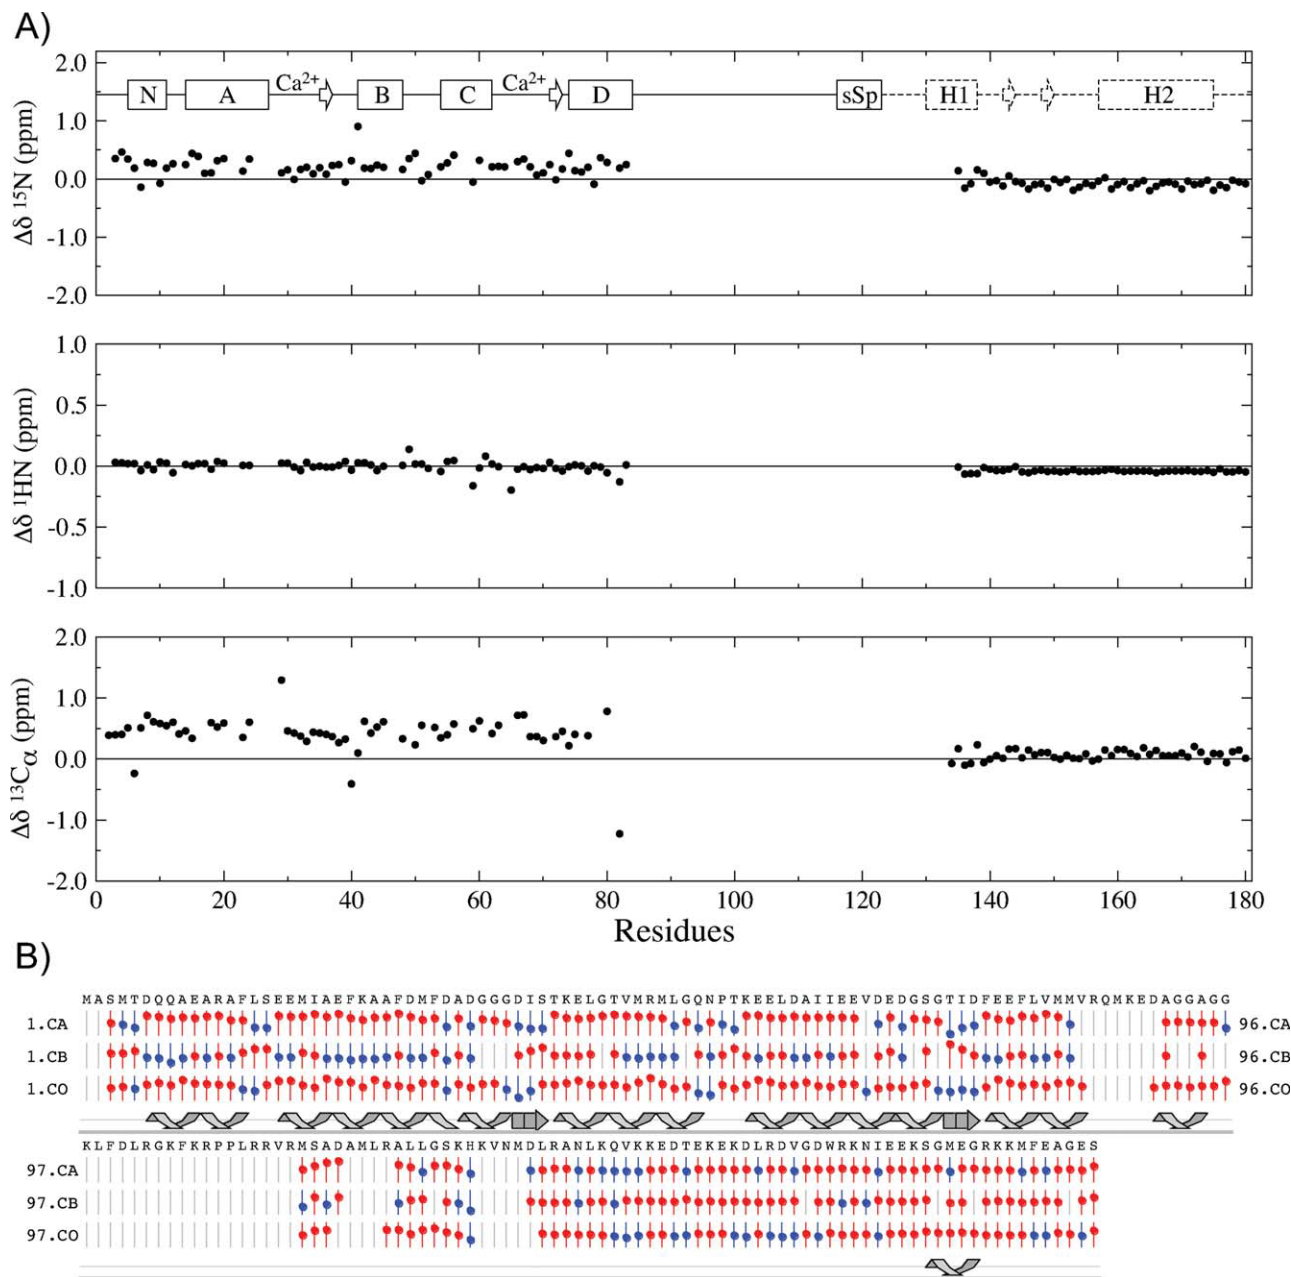 A)
2.0
1.0
0.0
-1.0
-2.0
Δδ ¹⁵N (ppm)
N A Ca²⁺ B C Ca²⁺ D sSp H1 H2
1.0
0.5
0.0
-0.5
-1.0
Δδ ¹HN (ppm)
2.0
1.0
0.0
-1.0
-2.0
Δδ ¹³Cα (ppm)
0 20 40 60 80 100 120 140 160 180
Residues
B)
M A S M T D Q Q A E A R A F L S E E M I A E F K A A F D M F D A D G G G D I S T K E L G T V M R M L G Q N P T K E E L D A I I E E V D E D G S G T I D F E E F L V M M V R Q M K E D A G G A G G
1.CA 96.CA
1.CB 96.CB
1.CO 96.CO
K L F D L R G K F K R P P L R R V R M S A D A M L R A L L G S K H K V N M D L R A N L K Q V K K E D T E K E K D L R D V G D W R K N I E E K S G M E G R K K M F E A G E S
97.CA
97.CB
97.CO